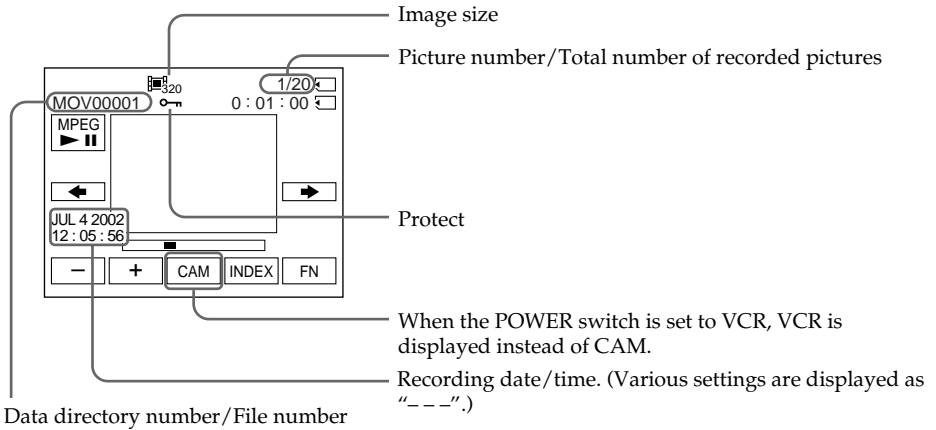 Image size
Picture number/Total number of recorded pictures
320
1/20
MOV00001
0 : 01 : 00
MPEG
Protect
JUL 4 2002
12 : 05 : 56
− + CAM INDEX FN
When the POWER switch is set to VCR, VCR is
displayed instead of CAM.
Recording date/time. (Various settings are displayed as
“– – –”.)
Data directory number/File number